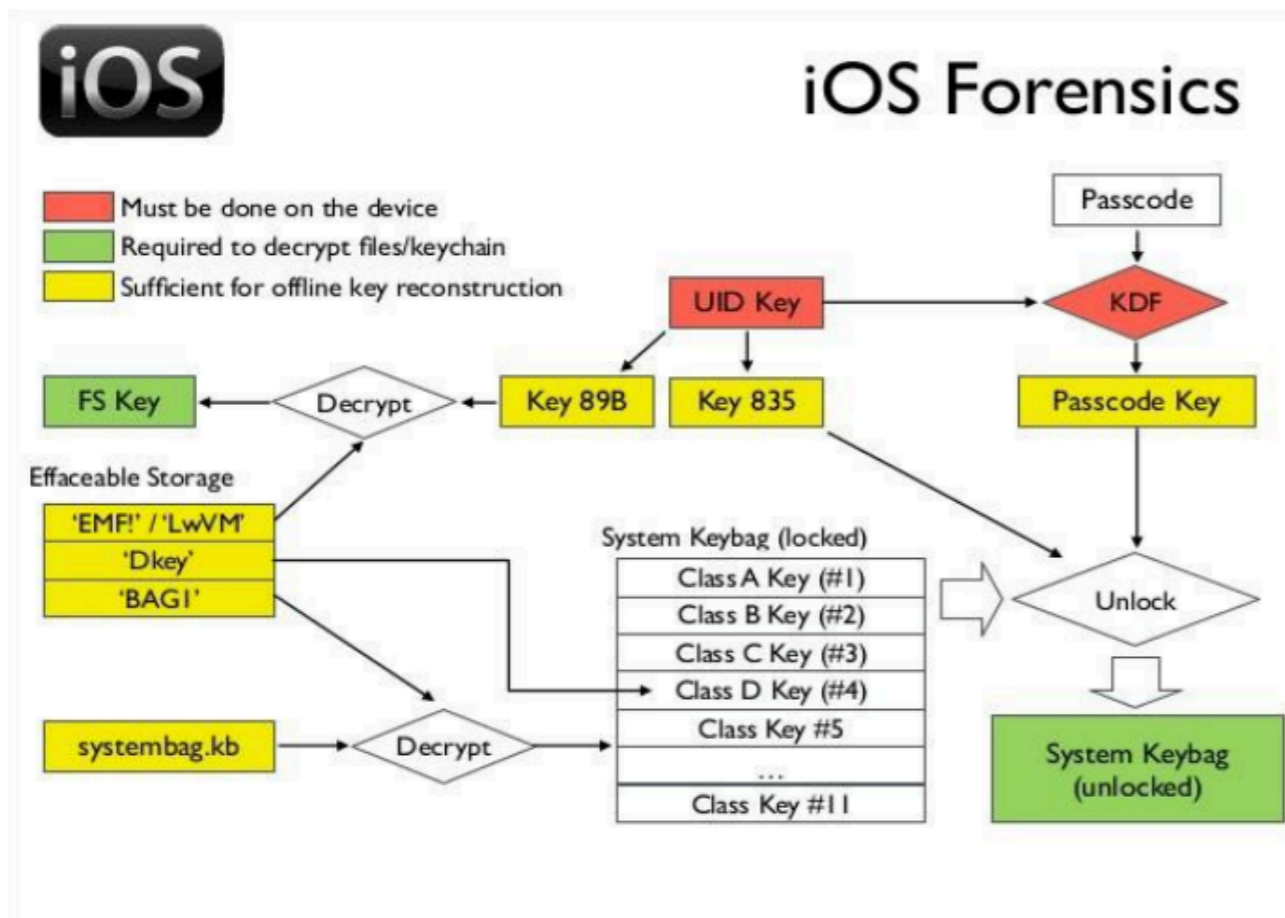 iOS
iOS Forensics
Must be done on the device
Required to decrypt files/keychain
Sufficient for offline key reconstruction
Passcode
UID Key
KDF
FS Key
Decrypt
Key 89B
Key 835
Passcode Key
Effaceable Storage
'EMF!' / 'LwVM'
'Dkey'
'BAG1'
System Keybag (locked)
Class A Key (#1)
Class B Key (#2)
Class C Key (#3)
Class D Key (#4)
Class Key #5
...
Class Key #11
Unlock
systembag.kb
Decrypt
System Keybag
(unlocked)